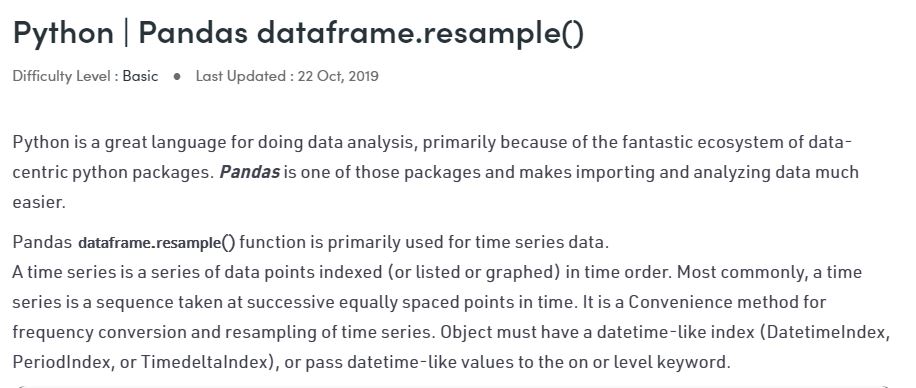 Python | Pandas dataframe.resample()
Difficulty Level : Basic ● Last Updated : 22 Oct, 2019
Python is a great language for doing data analysis, primarily because of the fantastic ecosystem of data-
centric python packages. Pandas is one of those packages and makes importing and analyzing data much
easier.
Pandas dataframe.resample() function is primarily used for time series data.
A time series is a series of data points indexed (or listed or graphed) in time order. Most commonly, a time
series is a sequence taken at successive equally spaced points in time. It is a Convenience method for
frequency conversion and resampling of time series. Object must have a datetime-like index (DatetimeIndex,
PeriodIndex, or TimedeltaIndex), or pass datetime-like values to the on or level keyword.